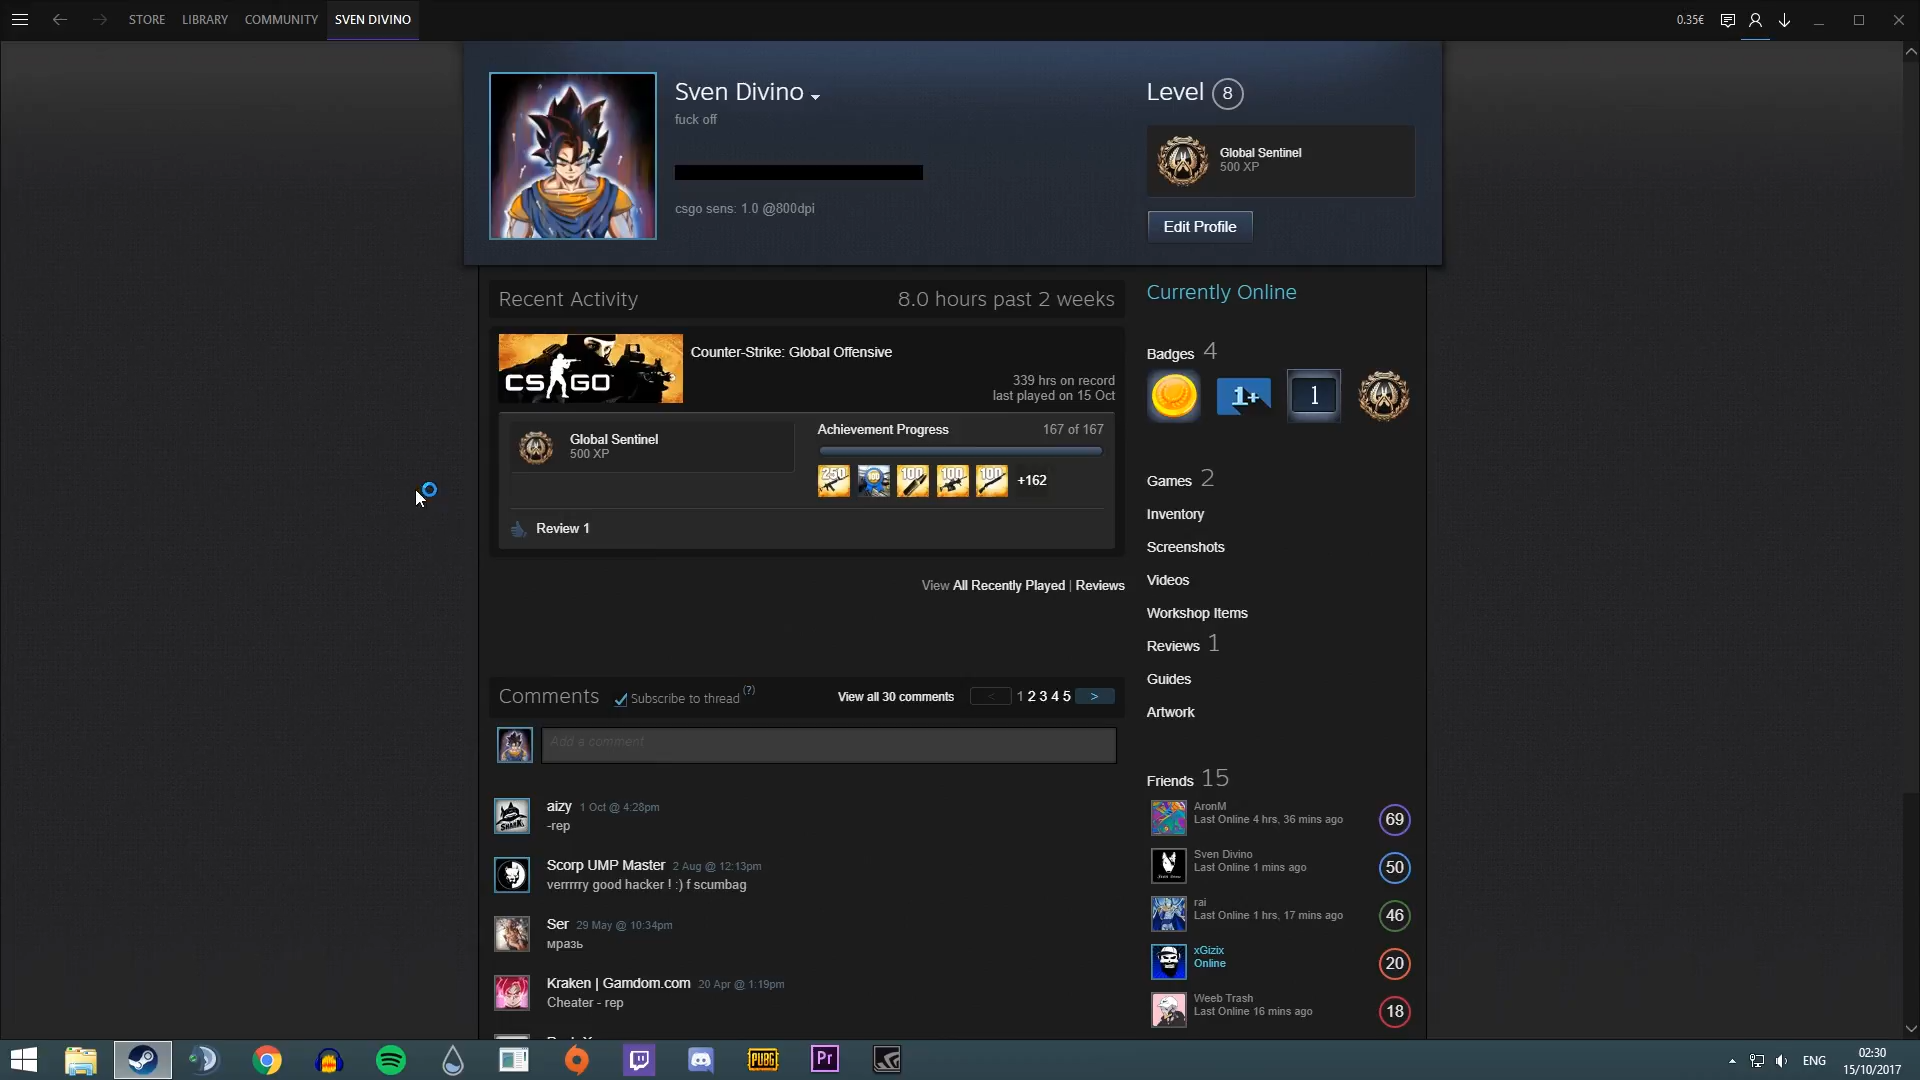 STORE LIBRARY COMMUNITY SVEN DIVINO 0.35€
Sven Divino
fuck off
csgo sens: 1.0 @800dpi
Level 8
Global Sentinel
500 XP
Edit Profile
Recent Activity 8.0 hours past 2 weeks
CS GO
Counter-Strike: Global Offensive
339 hrs on record
last played on 15 Oct
Global Sentinel
500 XP
Achievement Progress 167 of 167
250 100 100 100 100 +162
Review 1
View All Recently Played | Reviews
Currently Online
Badges 4
1+ 1
Games 2
Inventory
Screenshots
Videos
Workshop Items
Reviews 1
Guides
Artwork
Comments Subscribe to thread (?) View all 30 comments < 1 2 3 4 5 >
Add a comment
aizy 1 Oct @ 4:28pm
-rep
Scorp UMP Master 2 Aug @ 12:13pm
verrrrry good hacker ! :) f scumbag
Ser 29 May @ 10:34pm
мразь
Kraken | Gamdom.com 20 Apr @ 1:19pm
Cheater - rep
Friends 15
AronM
Last Online 4 hrs, 36 mins ago
69
Sven Divino
Last Online 1 mins ago
50
rai
Last Online 1 hrs, 17 mins ago
46
xGizix
Online
20
Weeb Trash
Last Online 16 mins ago
18
PUBG
Pr
ENG
02:30
15/10/2017